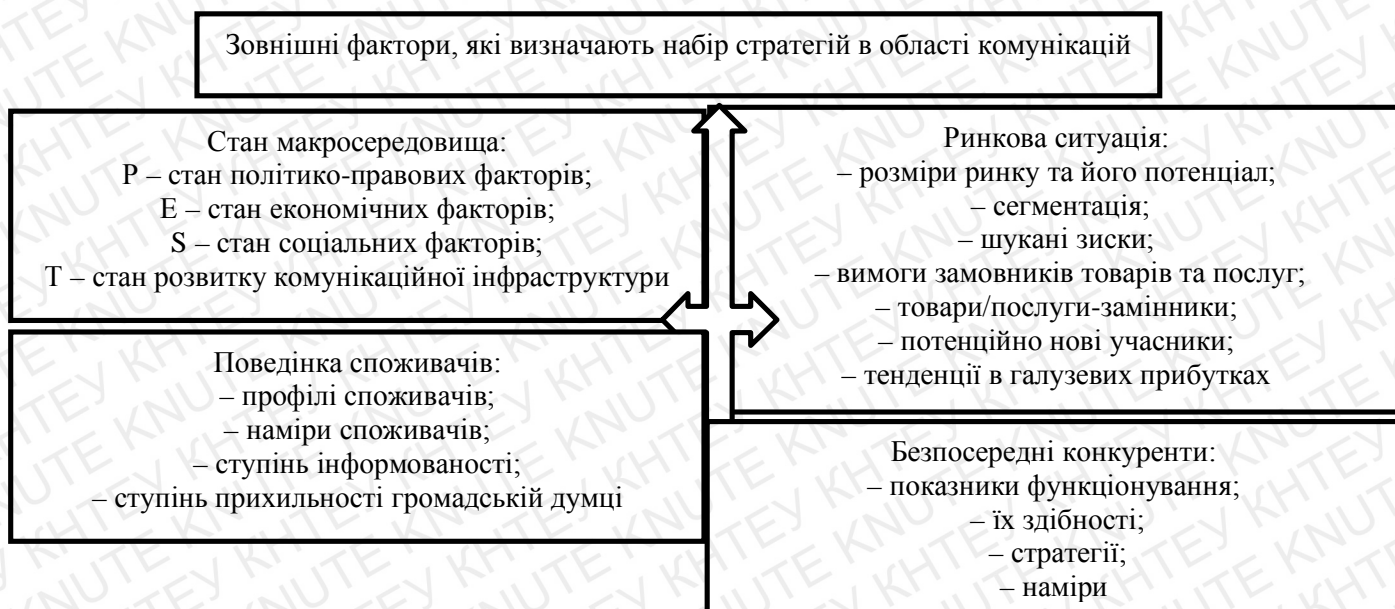 Зовнішні фактори, які визначають набір стратегій в області комунікацій
Стан макросередовища:
P – стан політико-правових факторів;
E – стан економічних факторів;
S – стан соціальних факторів;
T – стан розвитку комунікаційної інфраструктури
Поведінка споживачів:
– профілі споживачів;
– наміри споживачів;
– ступінь інформованості;
– ступінь прихильності громадській думці
Ринкова ситуація:
– розміри ринку та його потенціал;
– сегментація;
– шукані зиски;
– вимоги замовників товарів та послуг;
– товари/послуги-замінники;
– потенційно нові учасники;
– тенденції в галузевих прибутках
Безпосередні конкуренти:
– показники функціонування;
– їх здібності;
– стратегії;
– наміри